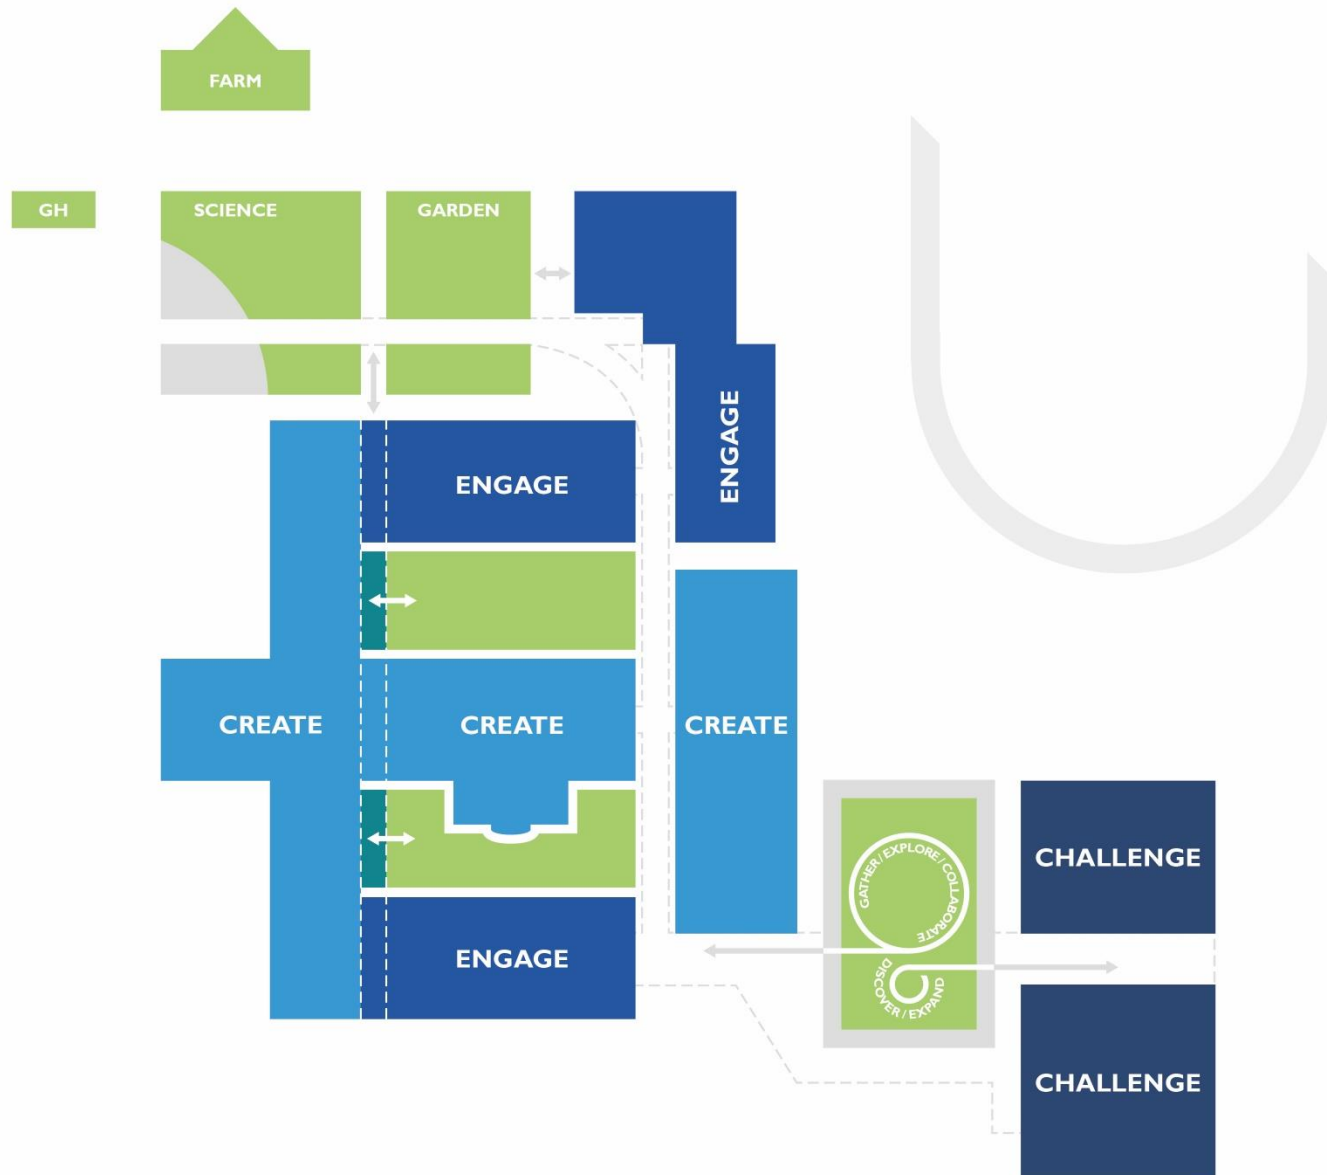 FARM
GH
SCIENCE
GARDEN
ENGAGE
ENGAGE
CREATE
CREATE
CREATE
GATHER / EXPLORE / COLLABORATE
DISCOVER / EXPAND
CHALLENGE
ENGAGE
CHALLENGE